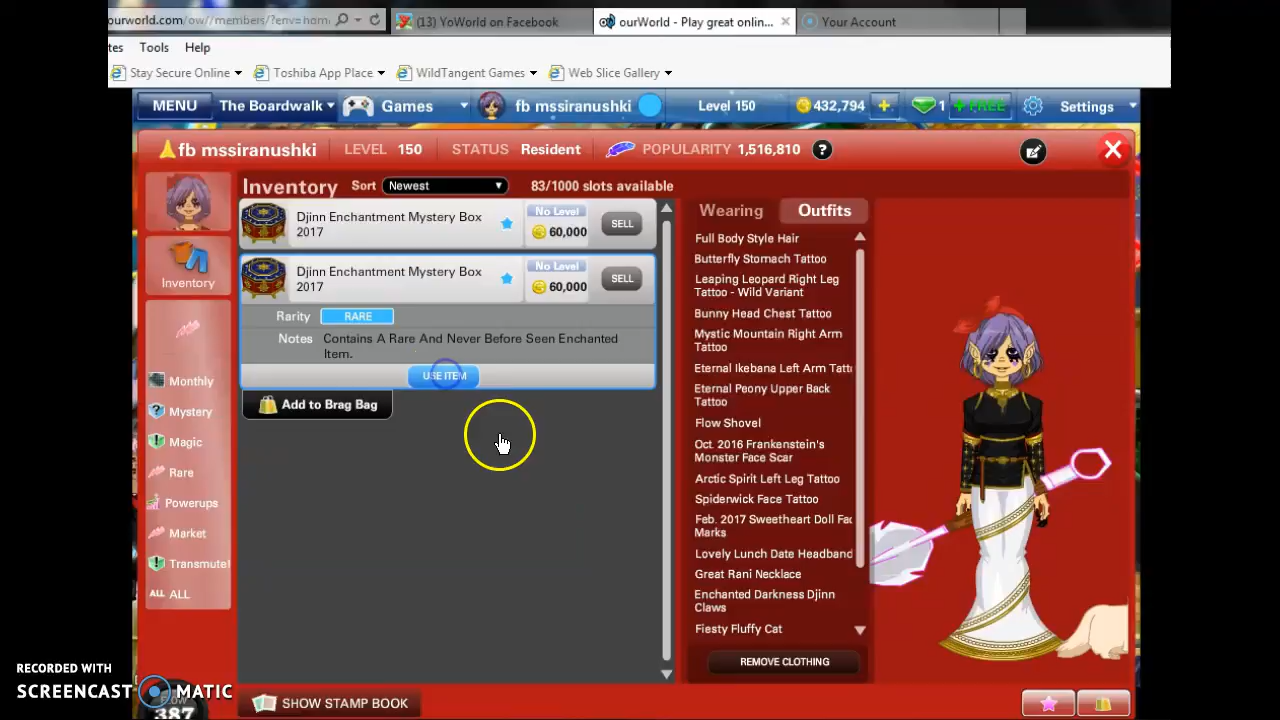 ourworld.com/ow//members/?env=hom
(13) YoWorld on Facebook
ourWorld - Play great onlin...
Your Account
tes Tools Help
Stay Secure Online
Toshiba App Place
WildTangent Games
Web Slice Gallery
MENU
The Boardwalk
Games
fb mssiranushki
Level 150
432,794
+
1
+ FREE
Settings
fb mssiranushki
LEVEL 150
STATUS Resident
POPULARITY 1,516,810
?
Inventory
Sort
Newest
83/1000 slots available
Djinn Enchantment Mystery Box
2017
No Level
60,000
SELL
Djinn Enchantment Mystery Box
2017
No Level
60,000
SELL
Rarity
RARE
Notes
Contains A Rare And Never Before Seen Enchanted
Item.
USE ITEM
Add to Brag Bag
Inventory
Monthly
Mystery
Magic
Rare
Powerups
Market
Transmute!
ALL ALL
Wearing
Outfits
Full Body Style Hair
Butterfly Stomach Tattoo
Leaping Leopard Right Leg
Tattoo - Wild Variant
Bunny Head Chest Tattoo
Mystic Mountain Right Arm
Tattoo
Eternal Ikebana Left Arm Tatt
Eternal Peony Upper Back
Tattoo
Flow Shovel
Oct. 2016 Frankenstein's
Monster Face Scar
Arctic Spirit Left Leg Tattoo
Spiderwick Face Tattoo
Feb. 2017 Sweetheart Doll Fac
Marks
Lovely Lunch Date Headband
Great Rani Necklace
Enchanted Darkness Djinn
Claws
Fiesty Fluffy Cat
REMOVE CLOTHING
SHOW STAMP BOOK
RECORDED WITH
SCREENCAST MATIC
387